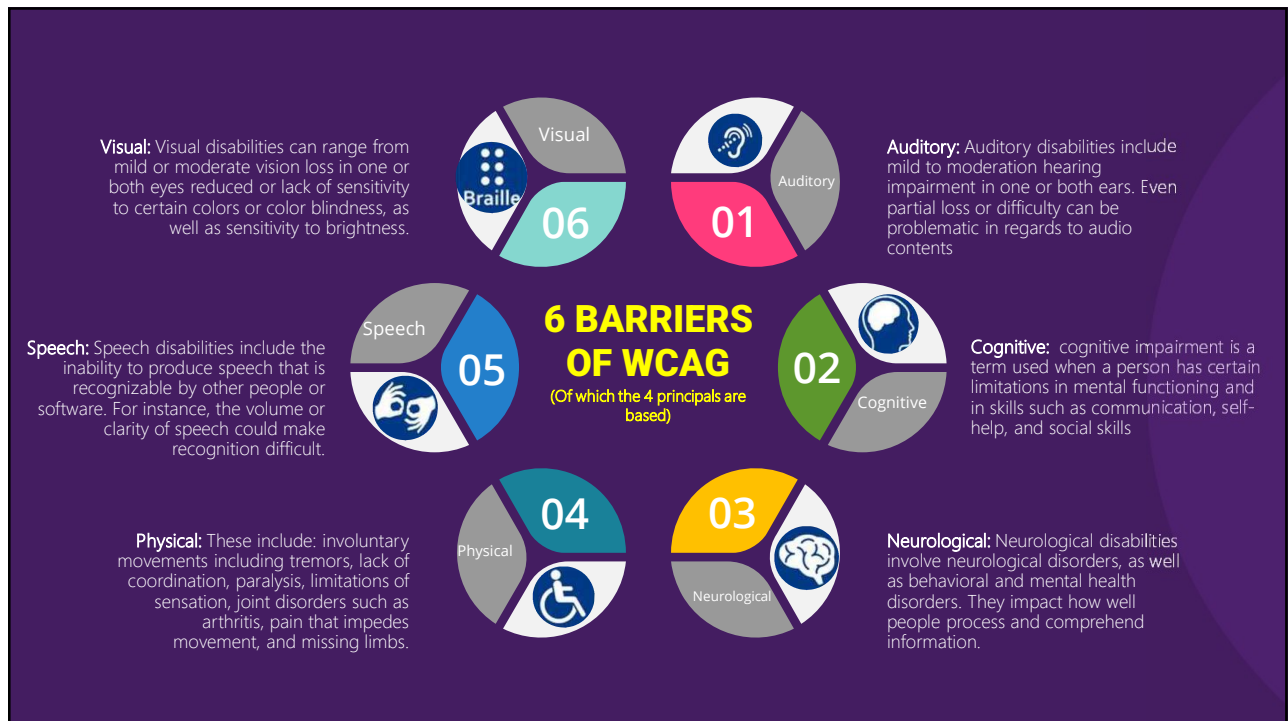 6 BARRIERS
OF WCAG
(Of which the 4 principals are
based)
01
Auditory
Auditory: Auditory disabilities include
mild to moderation hearing
impairment in one or both ears. Even
partial loss or difficulty can be
problematic in regards to audio
contents
02
Cognitive
Cognitive:  cognitive impairment is a
term used when a person has certain
limitations in mental functioning and
in skills such as communication, self-
help, and social skills
03
Neurological
Neurological: Neurological disabilities
involve neurological disorders, as well
as behavioral and mental health
disorders. They impact how well
people process and comprehend
information.
04
Physical
Physical: These include: involuntary
movements including tremors, lack of
coordination, paralysis, limitations of
sensation, joint disorders such as
arthritis, pain that impedes
movement, and missing limbs.
05
Speech
Speech: Speech disabilities include the
inability to produce speech that is
recognizable by other people or
software. For instance, the volume or
clarity of speech could make
recognition difficult.
06
Visual
Braille
Visual: Visual disabilities can range from
mild or moderate vision loss in one or
both eyes reduced or lack of sensitivity
to certain colors or color blindness, as
well as sensitivity to brightness.